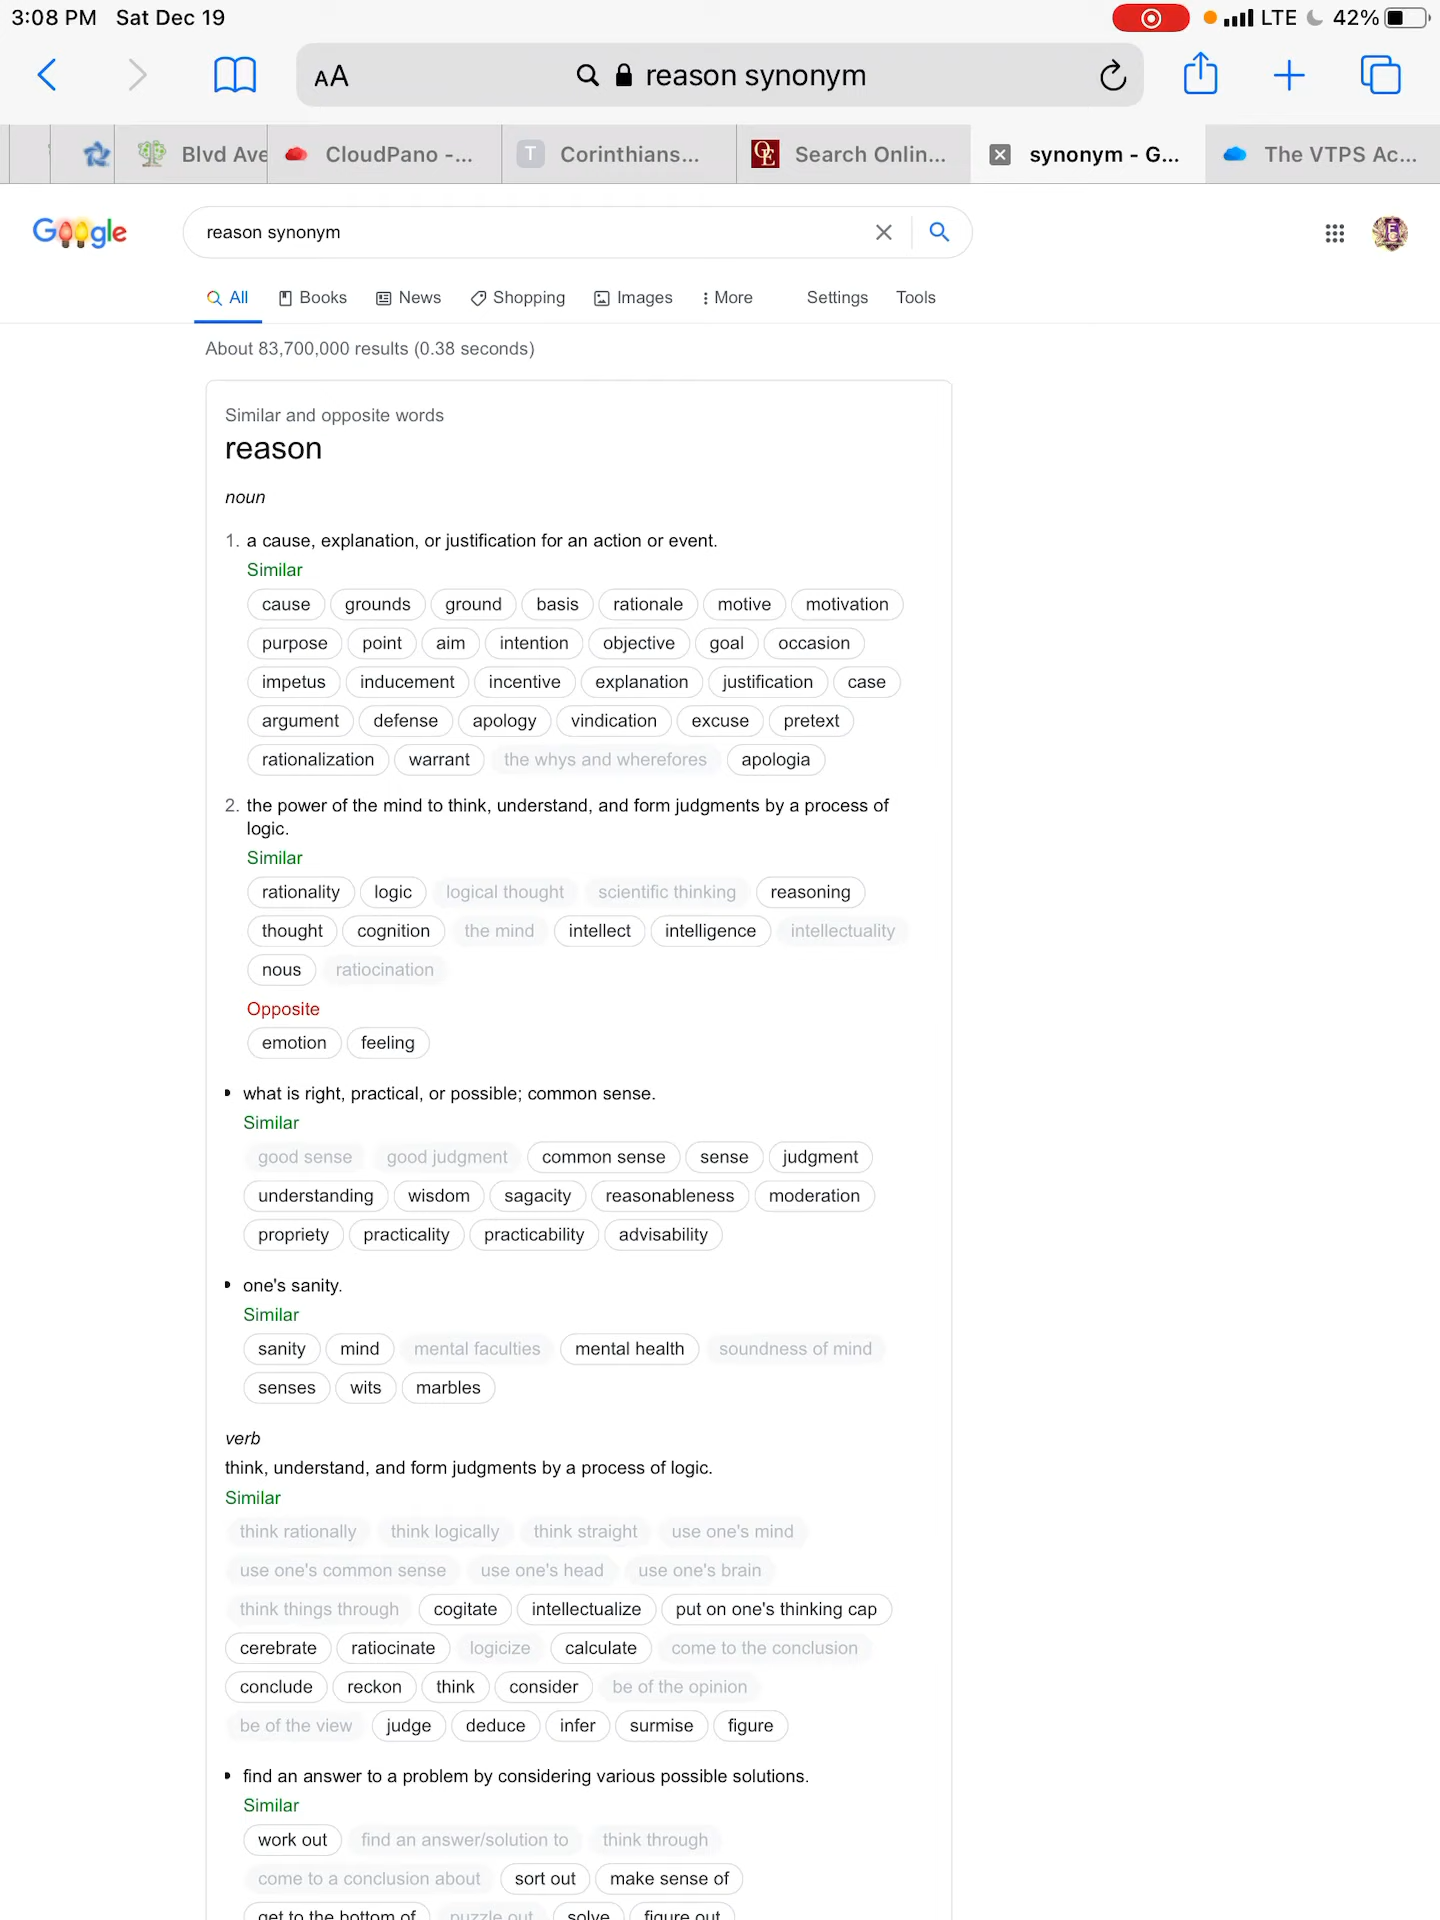 3:08 PM Sat Dec 19 LTE 42%
AA reason synonym
Blvd Ave CloudPano -... T Corinthians... OE Search Onlin... synonym - G... The VTPS Ac...
Google reason synonym
All Books News Shopping Images More Settings Tools
About 83,700,000 results (0.38 seconds)
Similar and opposite words
reason
noun
1. a cause, explanation, or justification for an action or event.
Similar
cause grounds ground basis rationale motive motivation
purpose point aim intention objective goal occasion
impetus inducement incentive explanation justification case
argument defense apology vindication excuse pretext
rationalization warrant the whys and wherefores apologia
2. the power of the mind to think, understand, and form judgments by a process of
logic.
Similar
rationality logic logical thought scientific thinking reasoning
thought cognition the mind intellect intelligence intellectuality
nous ratiocination
Opposite
emotion feeling
• what is right, practical, or possible; common sense.
Similar
good sense good judgment common sense sense judgment
understanding wisdom sagacity reasonableness moderation
propriety practicality practicability advisability
• one's sanity.
Similar
sanity mind mental faculties mental health soundness of mind
senses wits marbles
verb
think, understand, and form judgments by a process of logic.
Similar
think rationally think logically think straight use one's mind
use one's common sense use one's head use one's brain
think things through cogitate intellectualize put on one's thinking cap
cerebrate ratiocinate logicize calculate come to the conclusion
conclude reckon think consider be of the opinion
be of the view judge deduce infer surmise figure
• find an answer to a problem by considering various possible solutions.
Similar
work out find an answer/solution to think through
come to a conclusion about sort out make sense of
get to the bottom of puzzle out solve figure out